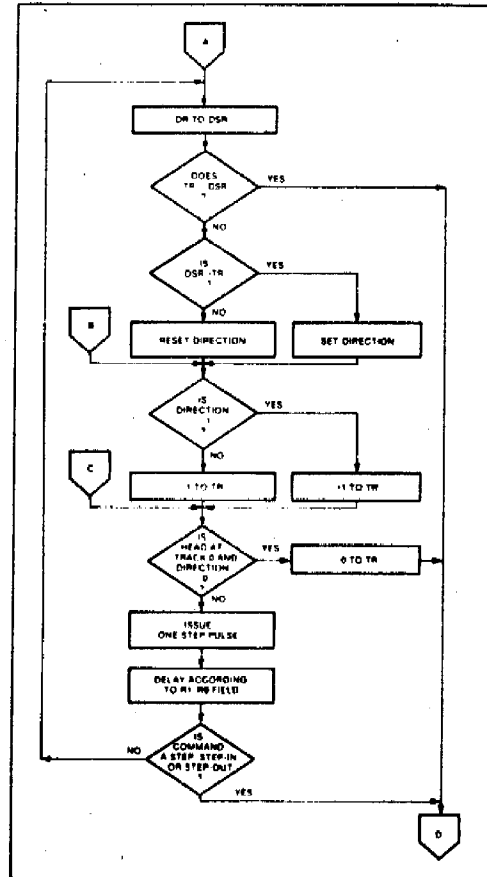 A
DR TO DSR
DOES
TR DSR
?
YES
NO
IS
DSR TR
?
YES
NO
B
RESET DIRECTION
SET DIRECTION
IS
DIRECTION
1
?
YES
NO
C
1 TO TR
+1 TO TR
IS
HEAD AT
TRACK 0 AND
DIRECTION
0
?
YES
0 TO TR
NO
ISSUE
ONE STEP PULSE
DELAY ACCORDING
TO R1 R0 FIELD
IS
COMMAND
A STEP STEP-IN
OR STEP-OUT
?
NO
YES
D